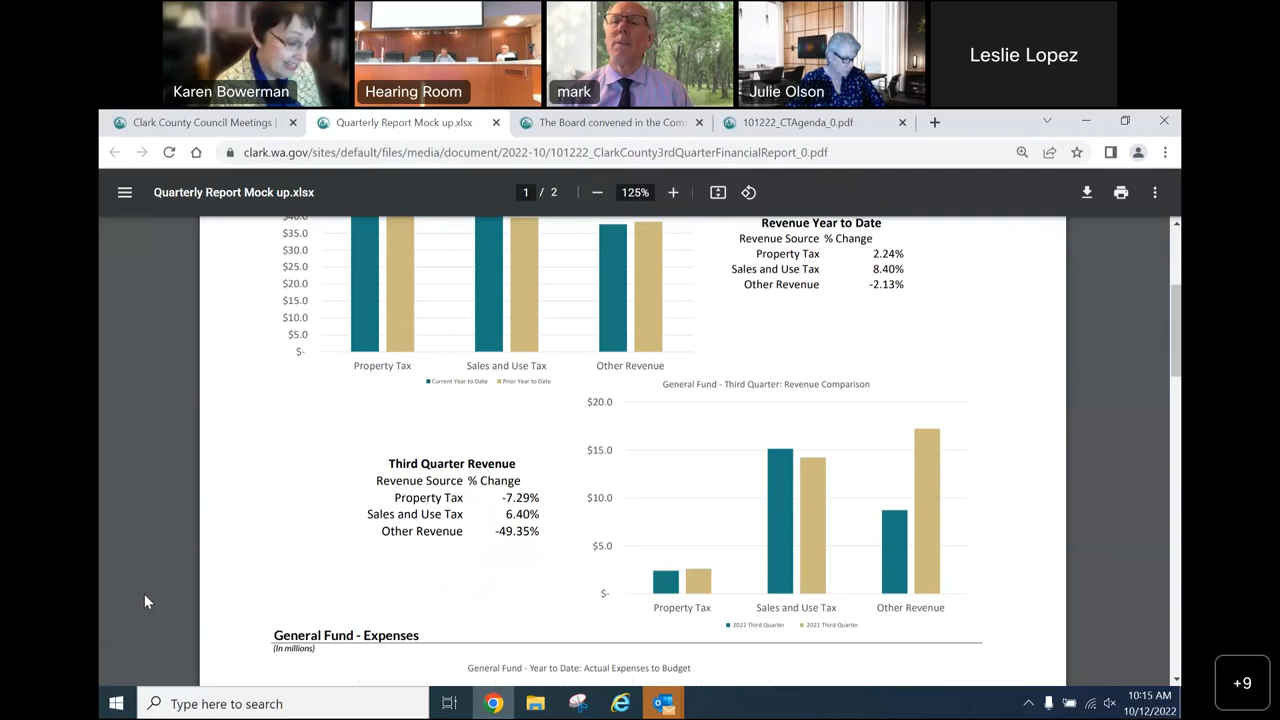 In God We Trust
Karen Bowerman
Hearing Room
mark
Julie Olson
Leslie Lopez
Clark County Council Meetings |
Quarterly Report Mock up.xlsx
The Board convened in the Com
101222_CTAgenda_0.pdf
clark.wa.gov/sites/default/files/media/document/2022-10/101222_ClarkCounty3rdQuarterFinancialReport_0.pdf
Quarterly Report Mock up.xlsx
1 / 2
125%
$40.0
$35.0
$30.0
$25.0
$20.0
$15.0
$10.0
$5.0
$-
Property Tax Sales and Use Tax Other Revenue
Current Year to Date Prior Year to Date
Revenue Year to Date
Revenue Source % Change
Property Tax 2.24%
Sales and Use Tax 8.40%
Other Revenue -2.13%
General Fund - Third Quarter: Revenue Comparison
$20.0
$15.0
$10.0
$5.0
$-
Property Tax Sales and Use Tax Other Revenue
2022 Third Quarter 2021 Third Quarter
Third Quarter Revenue
Revenue Source % Change
Property Tax -7.29%
Sales and Use Tax 6.40%
Other Revenue -49.35%
General Fund - Expenses
(In millions)
General Fund - Year to Date: Actual Expenses to Budget
Type here to search
10:15 AM
10/12/2022
+9